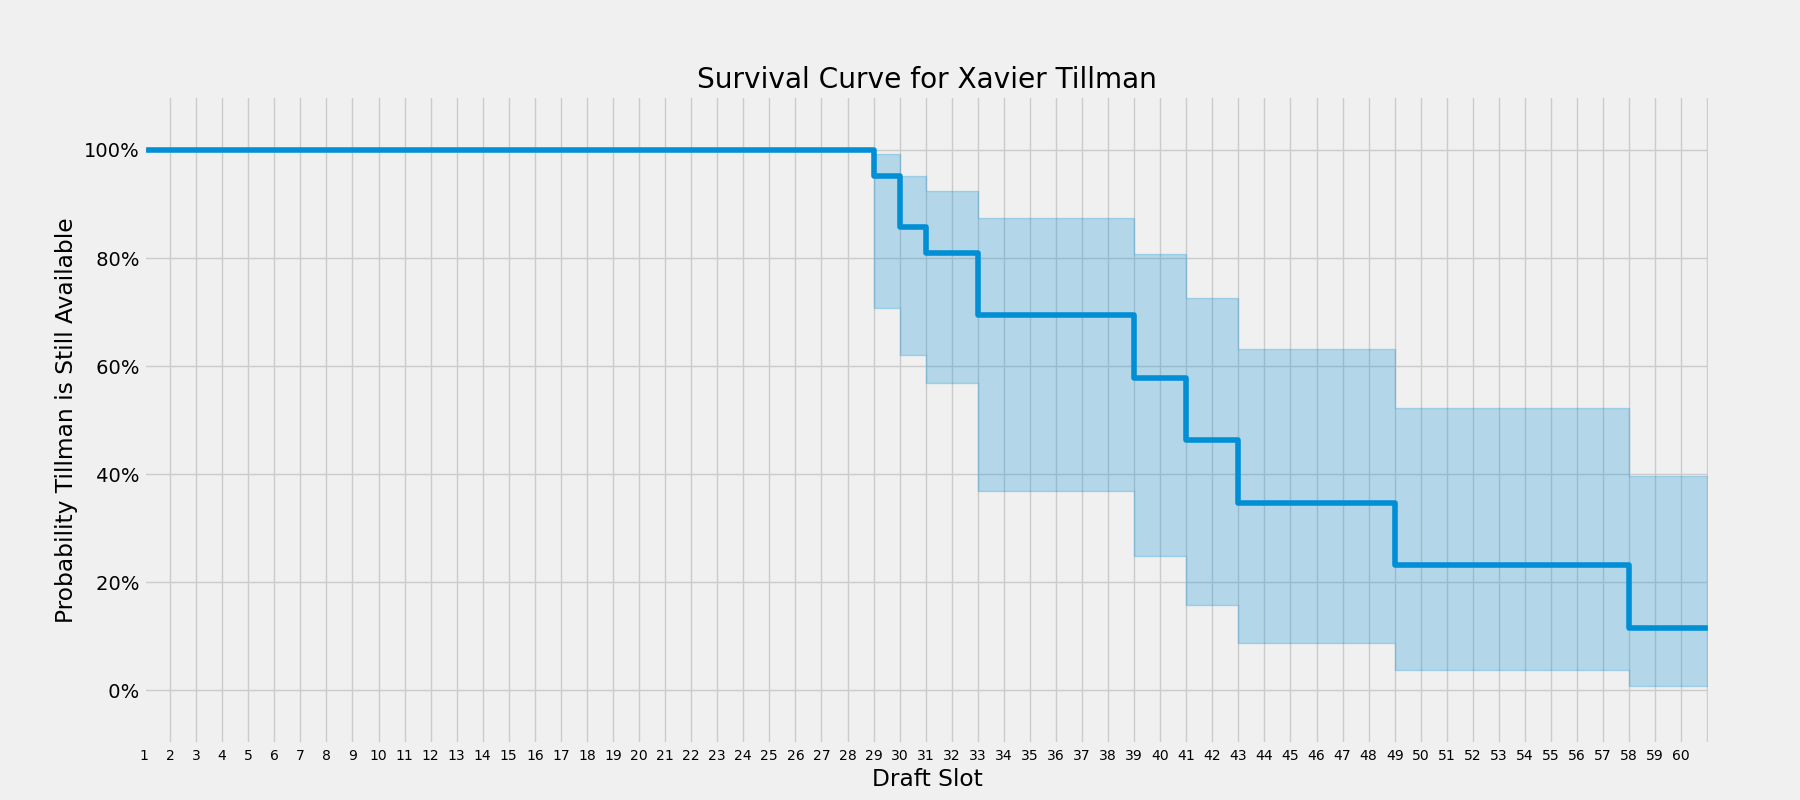 Survival Curve for Xavier Tillman
Probability Tillman is Still Available
100%
80%
60%
40%
20%
0%
1 2 3 4 5 6 7 8 9 10 11 12 13 14 15 16 17 18 19 20 21 22 23 24 25 26 27 28 29 30 31 32 33 34 35 36 37 38 39 40 41 42 43 44 45 46 47 48 49 50 51 52 53 54 55 56 57 58 59 60
Draft Slot